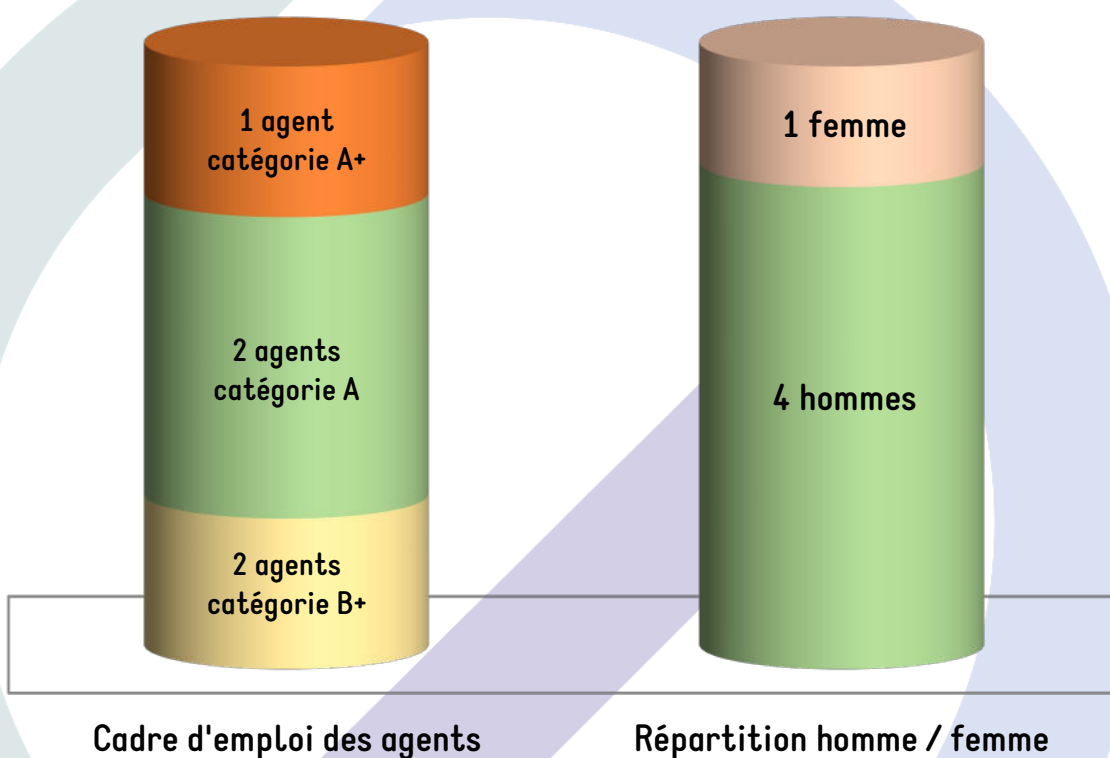 1 agent
catégorie A+
2 agents
catégorie A
2 agents
catégorie B+
Cadre d'emploi des agents
1 femme
4 hommes
Répartition homme / femme